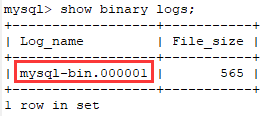 mysql> show binary logs;
+------------------+-----------+
| Log_name         | File_size |
+------------------+-----------+
| mysql-bin.000001 |       565 |
+------------------+-----------+
1 row in set